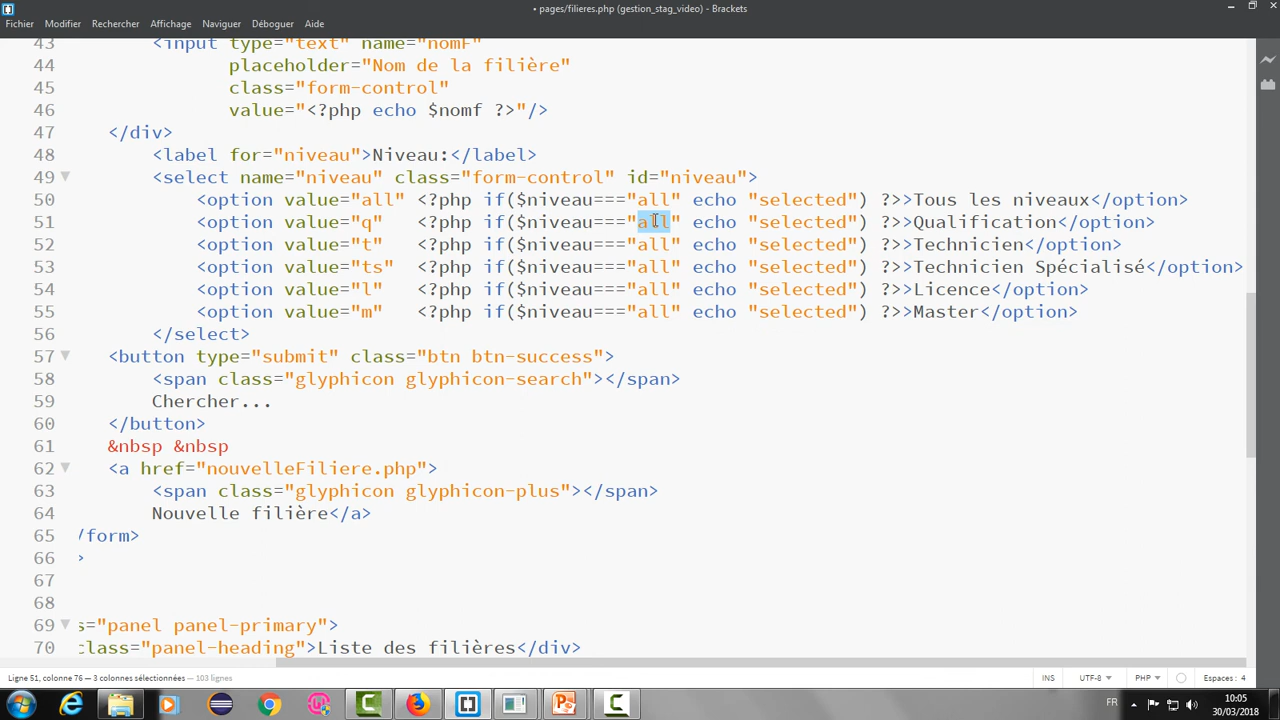 • pages/filieres.php (gestion_stag_video) - Brackets
Fichier Modifier Rechercher Affichage Naviguer Déboguer Aide
43 <input type="text" name="nomF"
44 placeholder="Nom de la filière"
45 class="form-control"
46 value="<?php echo $nomf ?>"/>
47 </div>
48 <label for="niveau">Niveau:</label>
49 <select name="niveau" class="form-control" id="niveau">
50 <option value="all" <?php if($niveau==="all" echo "selected") ?>>Tous les niveaux</option>
51 <option value="q" <?php if($niveau==="all" echo "selected") ?>>Qualification</option>
52 <option value="t" <?php if($niveau==="all" echo "selected") ?>>Technicien</option>
53 <option value="ts" <?php if($niveau==="all" echo "selected") ?>>Technicien Spécialisé</option>
54 <option value="l" <?php if($niveau==="all" echo "selected") ?>>Licence</option>
55 <option value="m" <?php if($niveau==="all" echo "selected") ?>>Master</option>
56 </select>
57 <button type="submit" class="btn btn-success">
58 <span class="glyphicon glyphicon-search"></span>
59 Chercher...
60 </button>
61 &nbsp &nbsp
62 <a href="nouvelleFiliere.php">
63 <span class="glyphicon glyphicon-plus"></span>
64 Nouvelle filière</a>
65 /form>
66 >
67
68
69 s="panel panel-primary">
70 class="panel-heading">Liste des filières</div>
Ligne 51, colonne 76 — 3 colonnes sélectionnées — 103 lignes INS UTF-8 PHP Espaces : 4
FR 10:05
30/03/2018